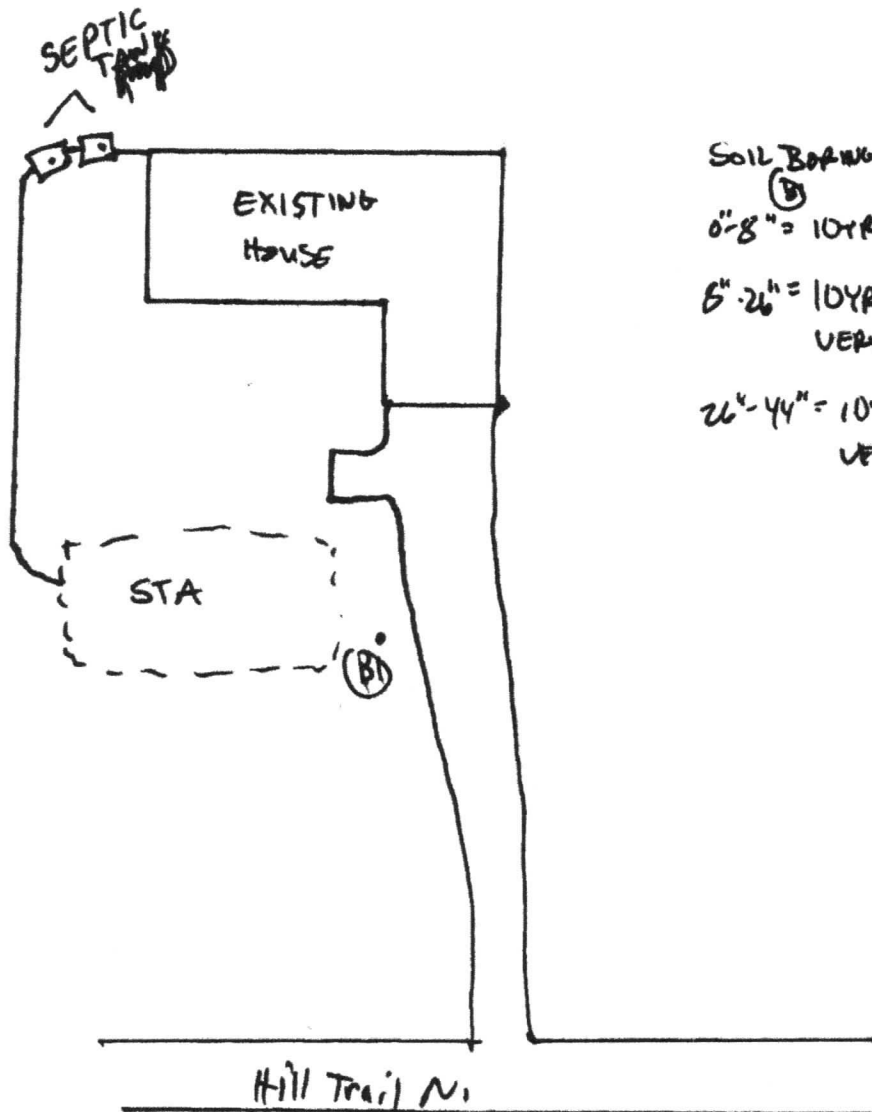 SEPTIC
TANK
EXISTING
HOUSE
SOIL BORING
B1
0"-8" = 10YR
8"-26" = 10YR
VER
26"-44" = 10Y
VE
STA
B1
Hill Trail N.